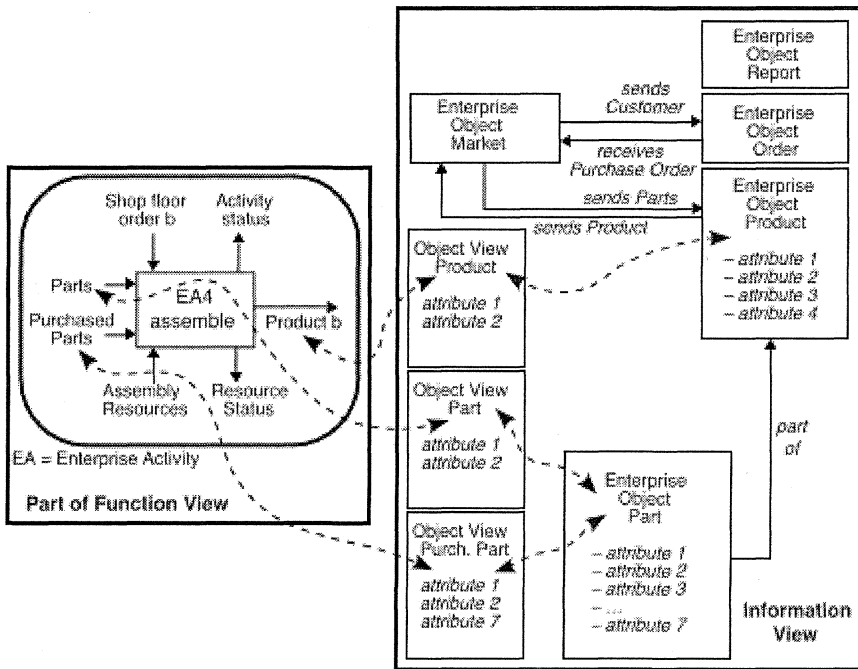 Shop floor
order b
Activity
status
Parts
Purchased
Parts
EA4
assemble
Product b
Assembly
Resources
Resource
Status
EA = Enterprise Activity
Part of Function View
Enterprise
Object
Report
Enterprise
Object
Market
sends
Customer
Enterprise
Object
Order
receives
Purchase Order
sends Parts
sends Product
Enterprise
Object
Product
– attribute 1
– attribute 2
– attribute 3
– attribute 4
Object View
Product
attribute 1
attribute 2
Object View
Part
attribute 1
attribute 2
part
of
Enterprise
Object
Part
– attribute 1
– attribute 2
– attribute 3
– ...
– attribute 7
Object View
Purch. Part
attribute 1
attribute 2
attribute 7
Information
View